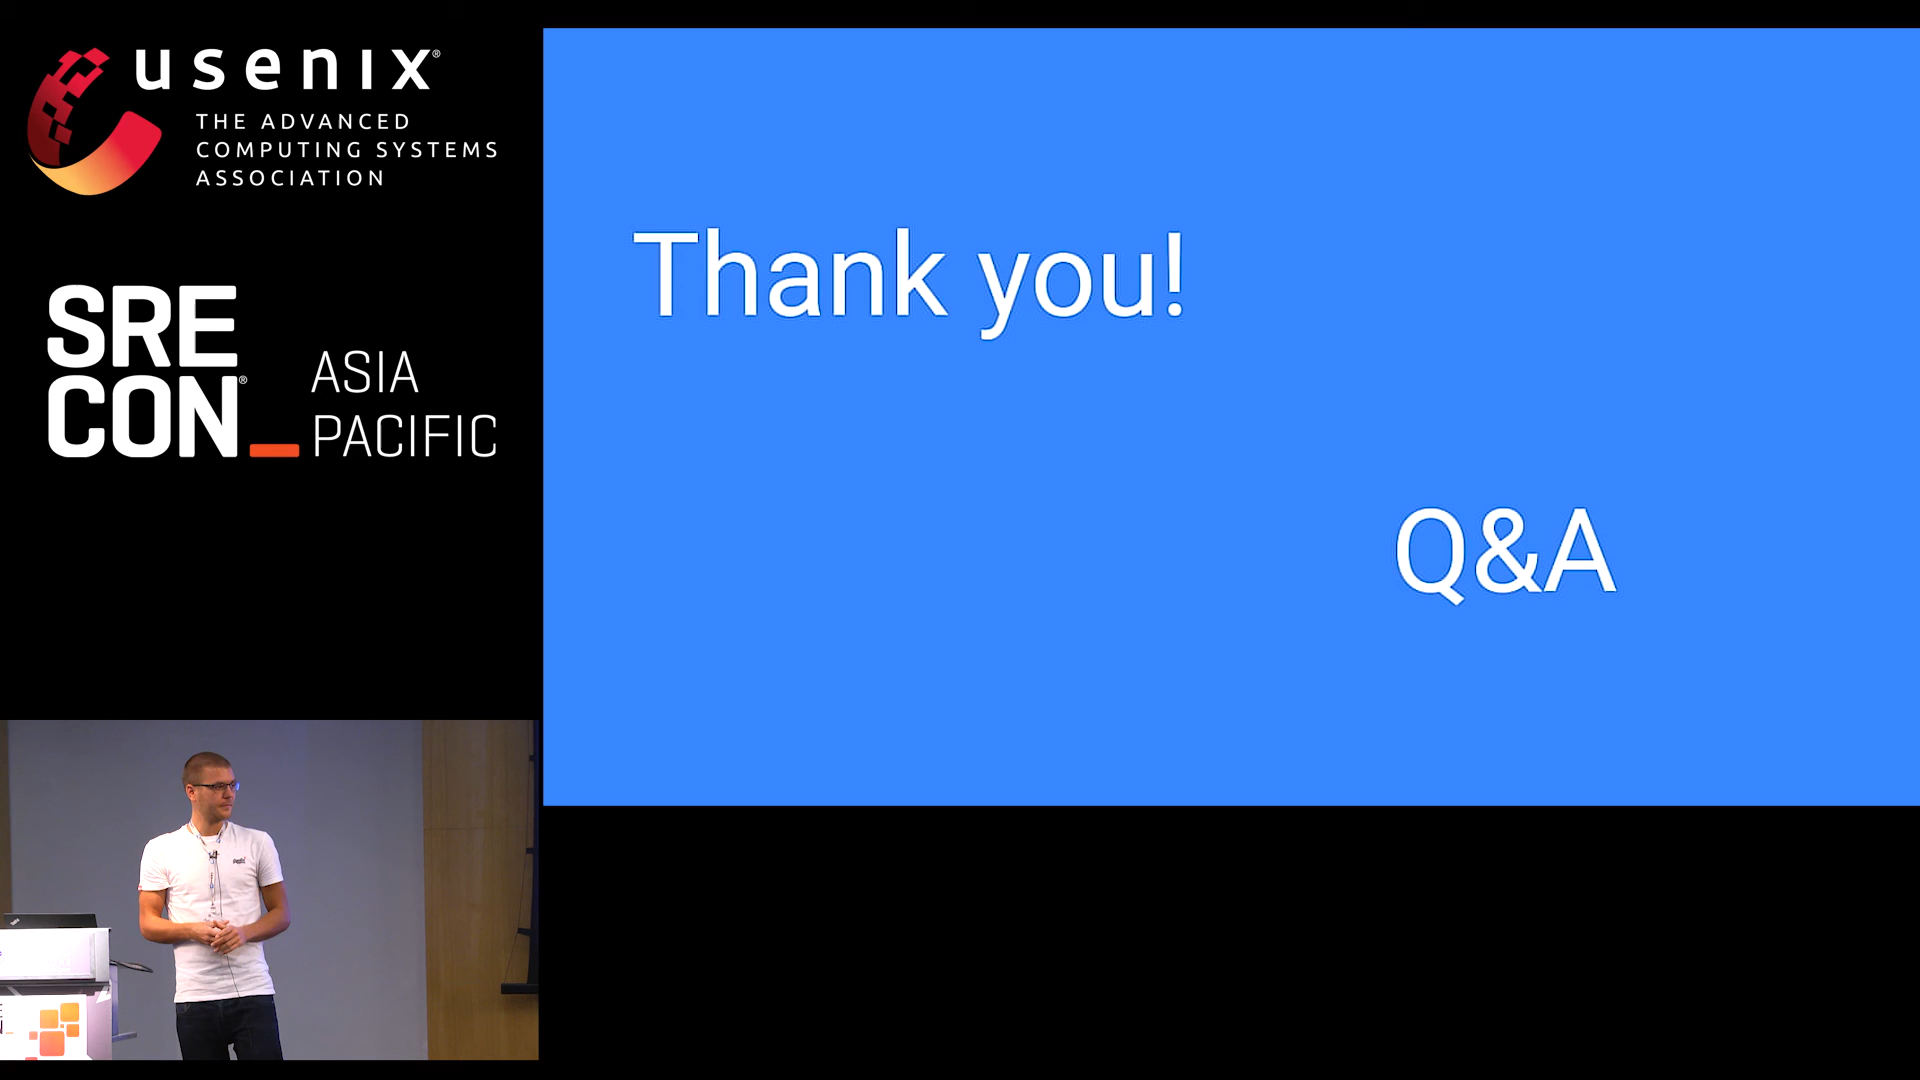 usenix®
THE ADVANCED
COMPUTING SYSTEMS
ASSOCIATION
SRE
CON®_
ASIA
PACIFIC
Thank you!
Q&A